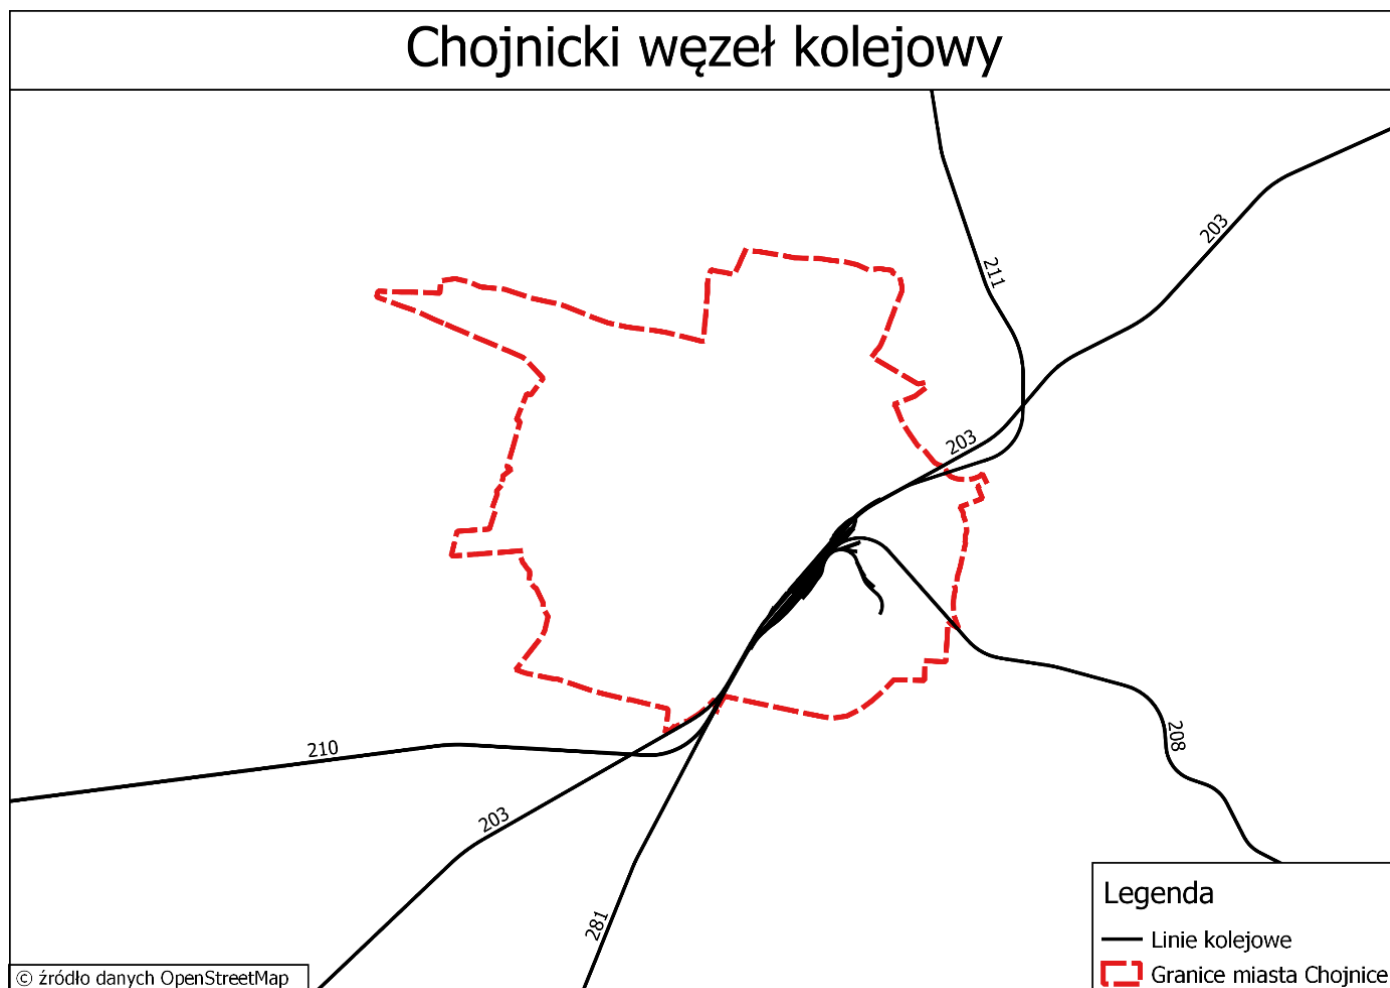 Chojnicki węzeł kolejowy
203
211
203
210
208
203
281
Legenda
Linie kolejowe
Granice miasta Chojnice
© źródło danych OpenStreetMap